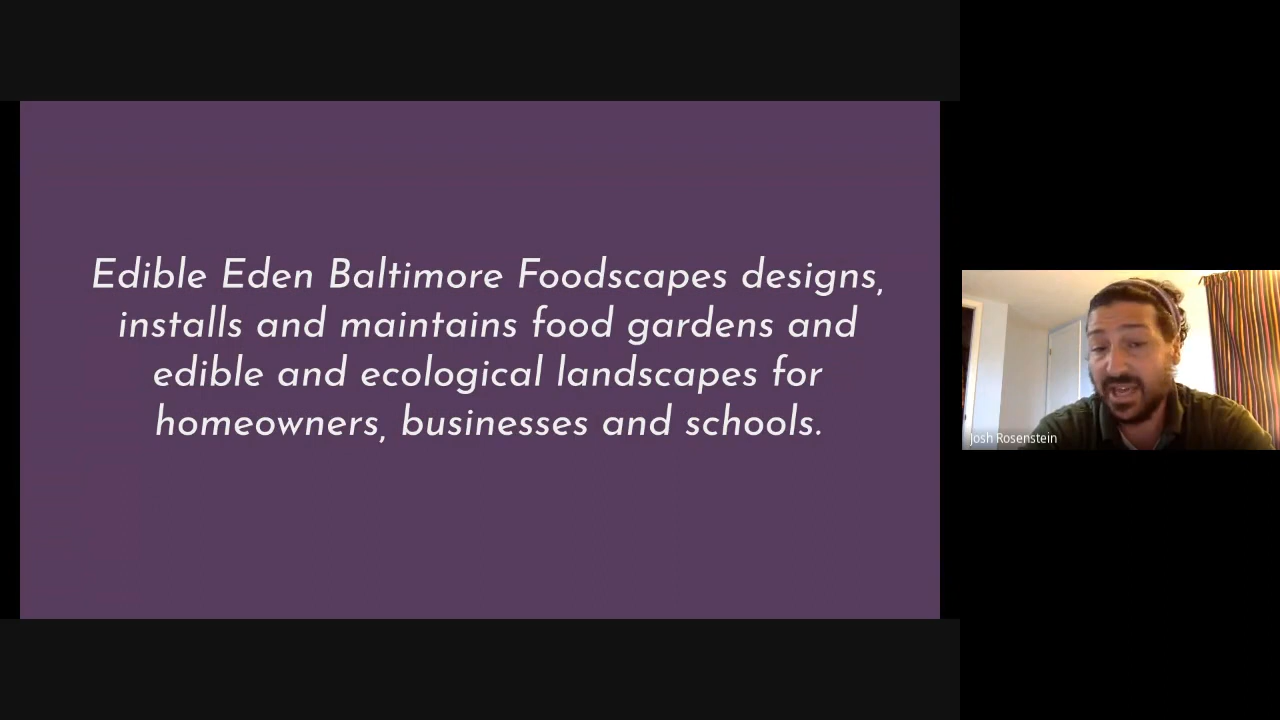 Edible Eden Baltimore Foodscapes designs,
installs and maintains food gardens and
edible and ecological landscapes for
homeowners, businesses and schools.
Josh Rosenstein